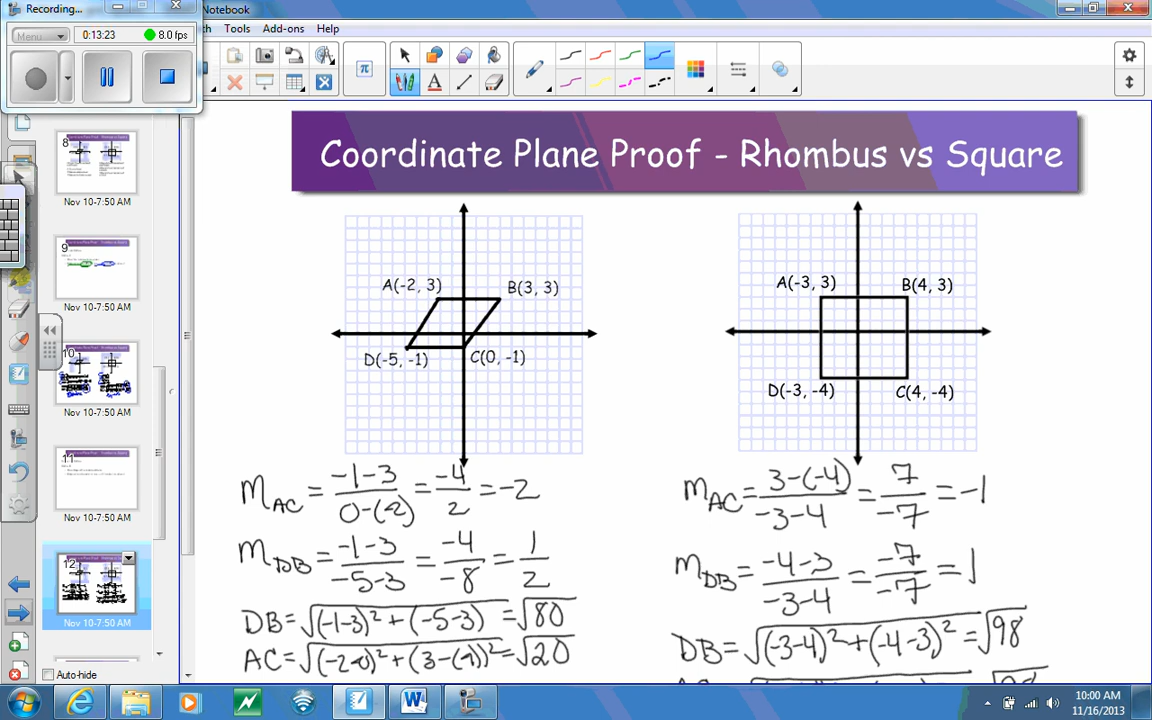 Recording...
Notebook
Menu
0:13:23
8.0 fps
Tools Add-ons Help
π
A
Coordinate Plane Proof - Rhombus vs Square
8
Nov 10-7:50 AM
9
Nov 10-7:50 AM
10
Nov 10-7:50 AM
11
Nov 10-7:50 AM
12
Nov 10-7:50 AM
Auto-hide
A(-2, 3)
B(3, 3)
D(-5, -1)
C(0, -1)
A(-3, 3)
B(4, 3)
D(-3, -4)
C(4, -4)
M_AC = (-1-3)/(0-(-2)) = -4/2 = -2
M_DB = (-1-3)/(-5-3) = -4/-8 = 1/2
DB = √((-1-3)² + (-5-3)) = √80
AC = √((-2-0)² + (3-(-1))² = √20
M_AC = (3-(-4))/(-3-4) = 7/-7 = -1
M_DB = (-4-3)/(-3-4) = -7/-7 = 1
DB = √((-3-4)² + (-4-3)² = √98
10:00 AM
11/16/2013